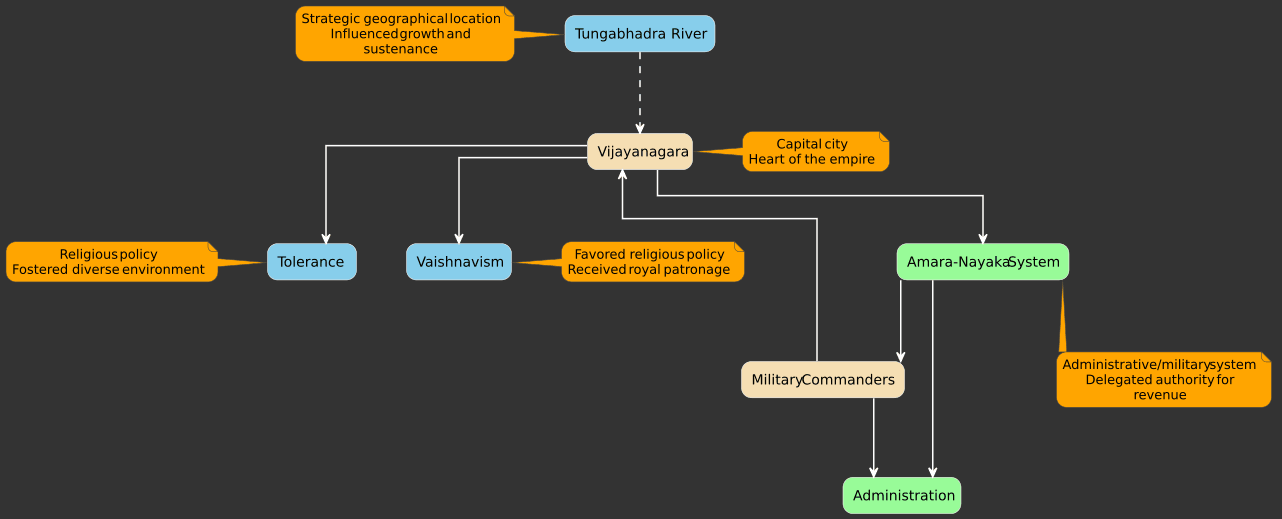 Strategic geographical location
Influenced growth and
sustenance
Tungabhadra River
Vijayanagara
Capital city
Heart of the empire
Religious policy
Fostered diverse environment
Tolerance
Vaishnavism
Favored religious policy
Received royal patronage
Amara-Nayaka System
Military Commanders
Administrative/military system
Delegated authority for
revenue
Administration